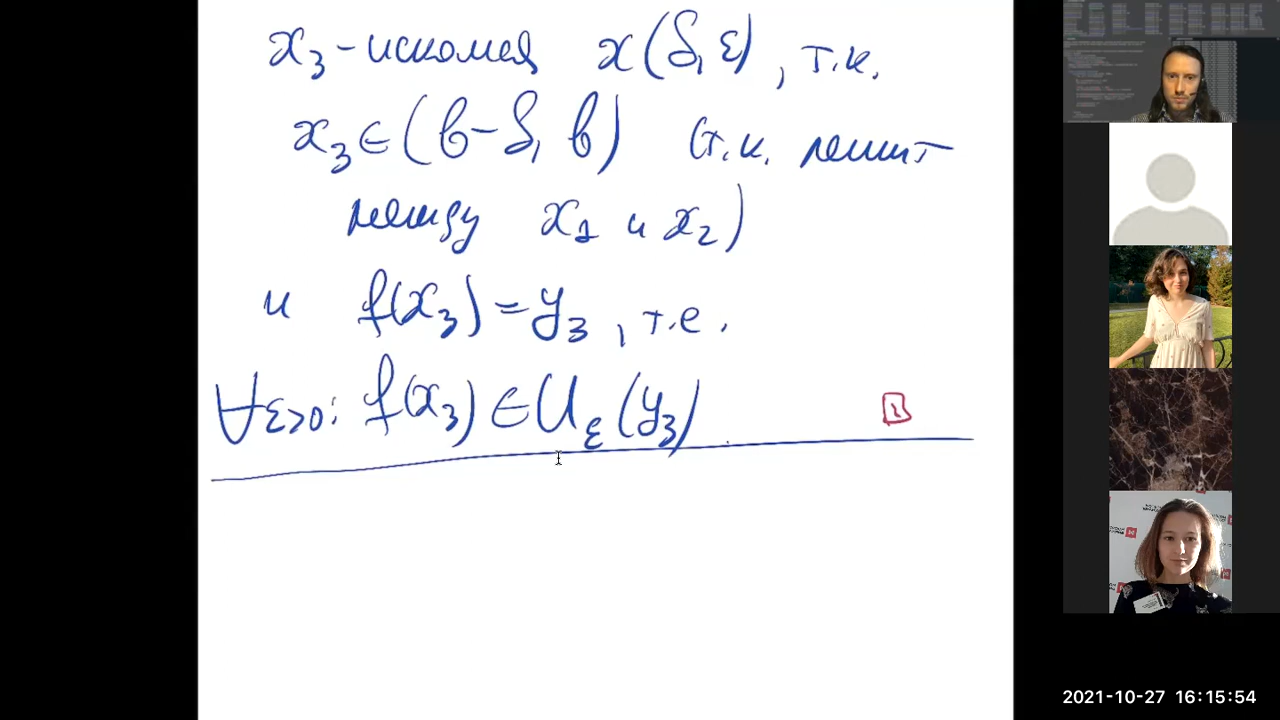 x₃ - искомая x(δ, ε), т.к.
x₃ ∈ (b-δ, b) (т.к. лежит
между x₁ и x₂)
и f(x₃) = y₃, т.е.
∀ε>0: f(x₃) ∈ U_ε(y₃)
2021-10-27 16:15:54